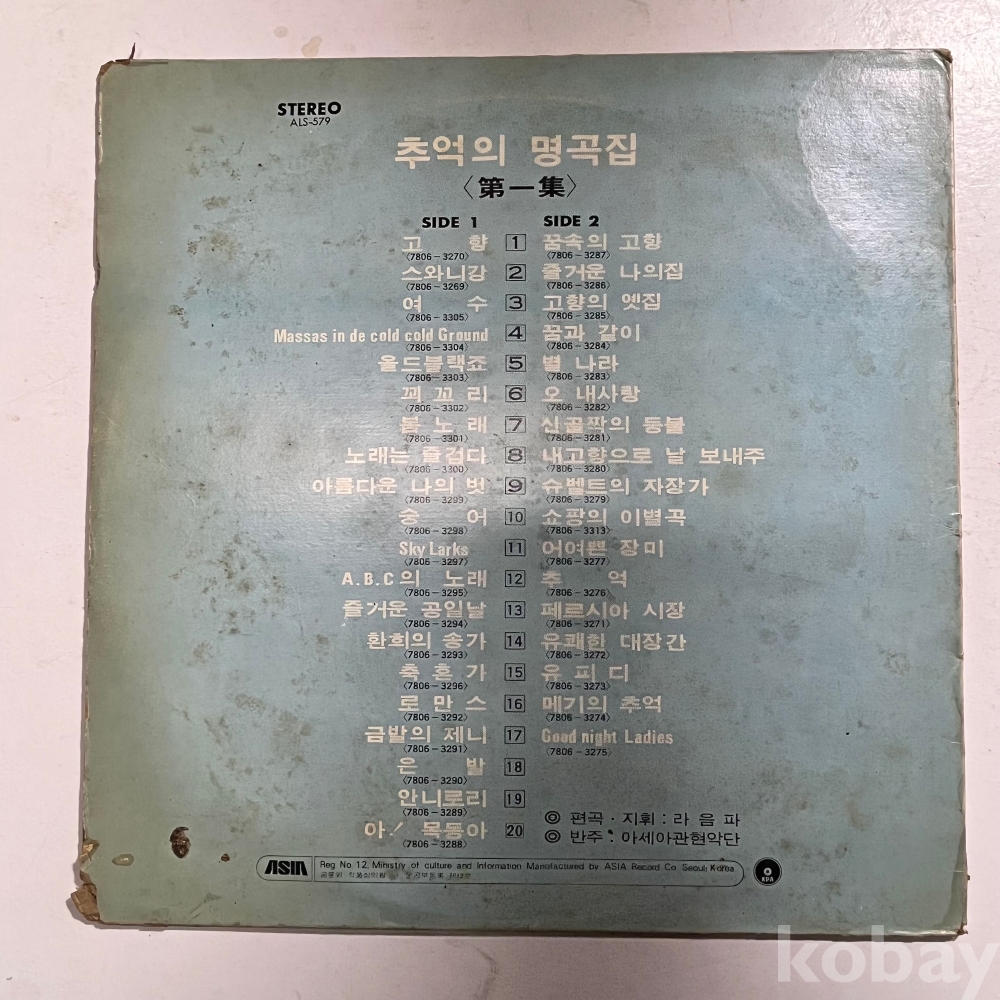 STEREO
ALS-579
추억의 명곡집
〈第一集〉
SIDE 1 SIDE 2
고 향 1 꿈속의 고향
〈7806-3270〉 〈7806-3287〉
스와니강 2 즐거운 나의집
〈7806-3269〉 〈7806-3286〉
여 수 3 고향의 옛집
〈7806-3305〉 〈7806-3285〉
Massas in de cold cold Ground 4 꿈과 같이
〈7806-3304〉 〈7806-3284〉
올드블랙죠 5 별 나라
〈7806-3303〉 〈7806-3283〉
꾀 꼬 리 6 오 내사랑
〈7806-3302〉 〈7806-3282〉
봄 노 래 7 산골짝의 등불
〈7806-3301〉 〈7806-3281〉
노래는 즐겁다 8 내고향으로 날 보내주
〈7806-3300〉 〈7806-3280〉
아름다운 나의 벗 9 슈벨트의 자장가
〈7806-3299〉 〈7806-3279〉
숭 어 10 쇼팡의 이별곡
〈7806-3298〉 〈7806-3313〉
Sky Larks 11 어여쁜 장미
〈7806-3297〉 〈7806-3277〉
A.B.C의 노래 12 추 억
〈7806-3295〉 〈7806-3276〉
즐거운 공일날 13 페르시아 시장
〈7806-3294〉 〈7806-3271〉
환희의 송가 14 유쾌한 대장간
〈7806-3293〉 〈7806-3272〉
축 혼 가 15 유 피 디
〈7806-3296〉 〈7806-3273〉
로 만 스 16 메기의 추억
〈7806-3292〉 〈7806-3274〉
금발의 제니 17 Good night Ladies
〈7806-3291〉 〈7806-3275〉
은 발 18
〈7806-3290〉
안니로리 19
〈7806-3289〉
아! 목동아 20
〈7806-3288〉
◎ 편곡·지휘 : 라음파
◎ 반주 : 아세아관현악단
ASIA
Reg No 12, Ministry of culture and Information Manufactured by ASIA Record Co Seoul, Korea
KPA
kobay